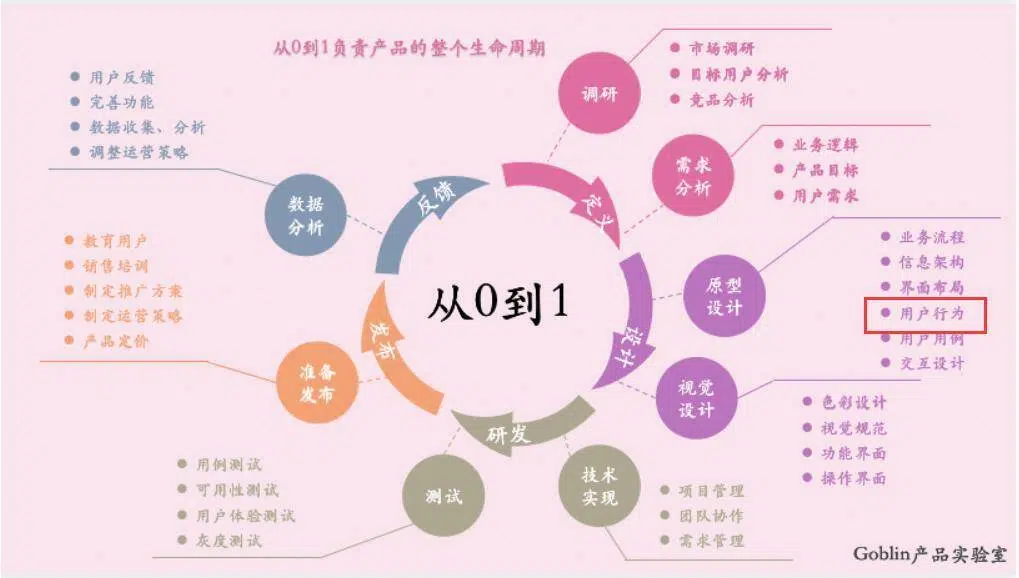 从0到1负责产品的整个生命周期
调研
市场调研
目标用户分析
竞品分析
需求
分析
业务逻辑
产品目标
用户需求
定义
原型
设计
业务流程
信息架构
界面布局
用户行为
用户用例
交互设计
设计
视觉
设计
色彩设计
视觉规范
功能界面
操作界面
技术
实现
项目管理
团队协作
需求管理
研发
测试
用例测试
可用性测试
用户体验测试
灰度测试
准备
发布
教育用户
销售培训
制定推广方案
制定运营策略
产品定价
发布
数据
分析
用户反馈
完善功能
数据收集、分析
调整运营策略
反馈
从0到1
Goblin产品实验室